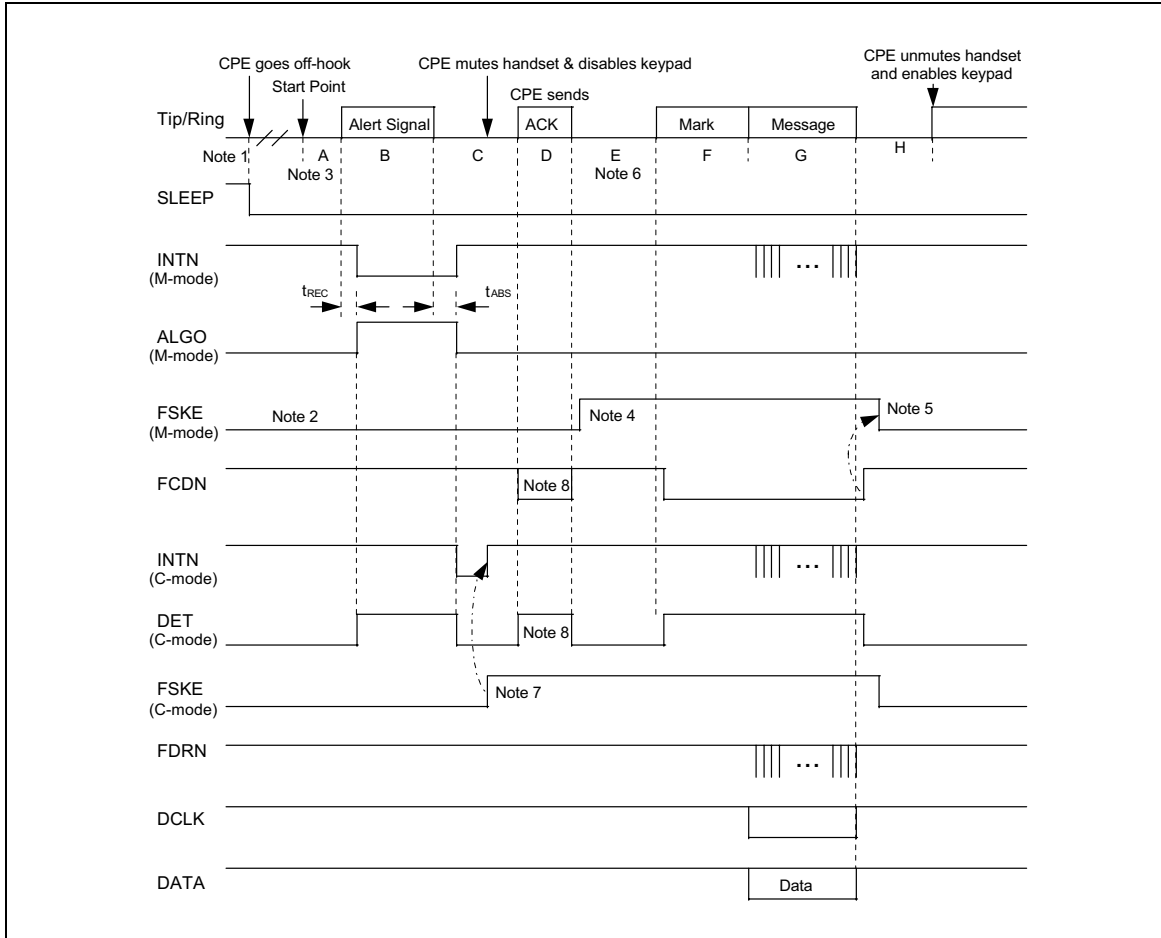 CPE goes off-hook
CPE mutes handset & disables keypad
CPE unmutes handset
and enables keypad
Start Point
CPE sends
Tip/Ring
Alert Signal
ACK
Mark
Message
Note 1
A
B
C
D
E
F
G
H
Note 3
Note 6
SLEEP
INTN
(M-mode)
tREC
tABS
ALGO
(M-mode)
FSKE
(M-mode)
Note 2
Note 4
Note 5
FCDN
Note 8
INTN
(C-mode)
DET
(C-mode)
Note 8
FSKE
(C-mode)
Note 7
FDRN
DCLK
DATA
Data